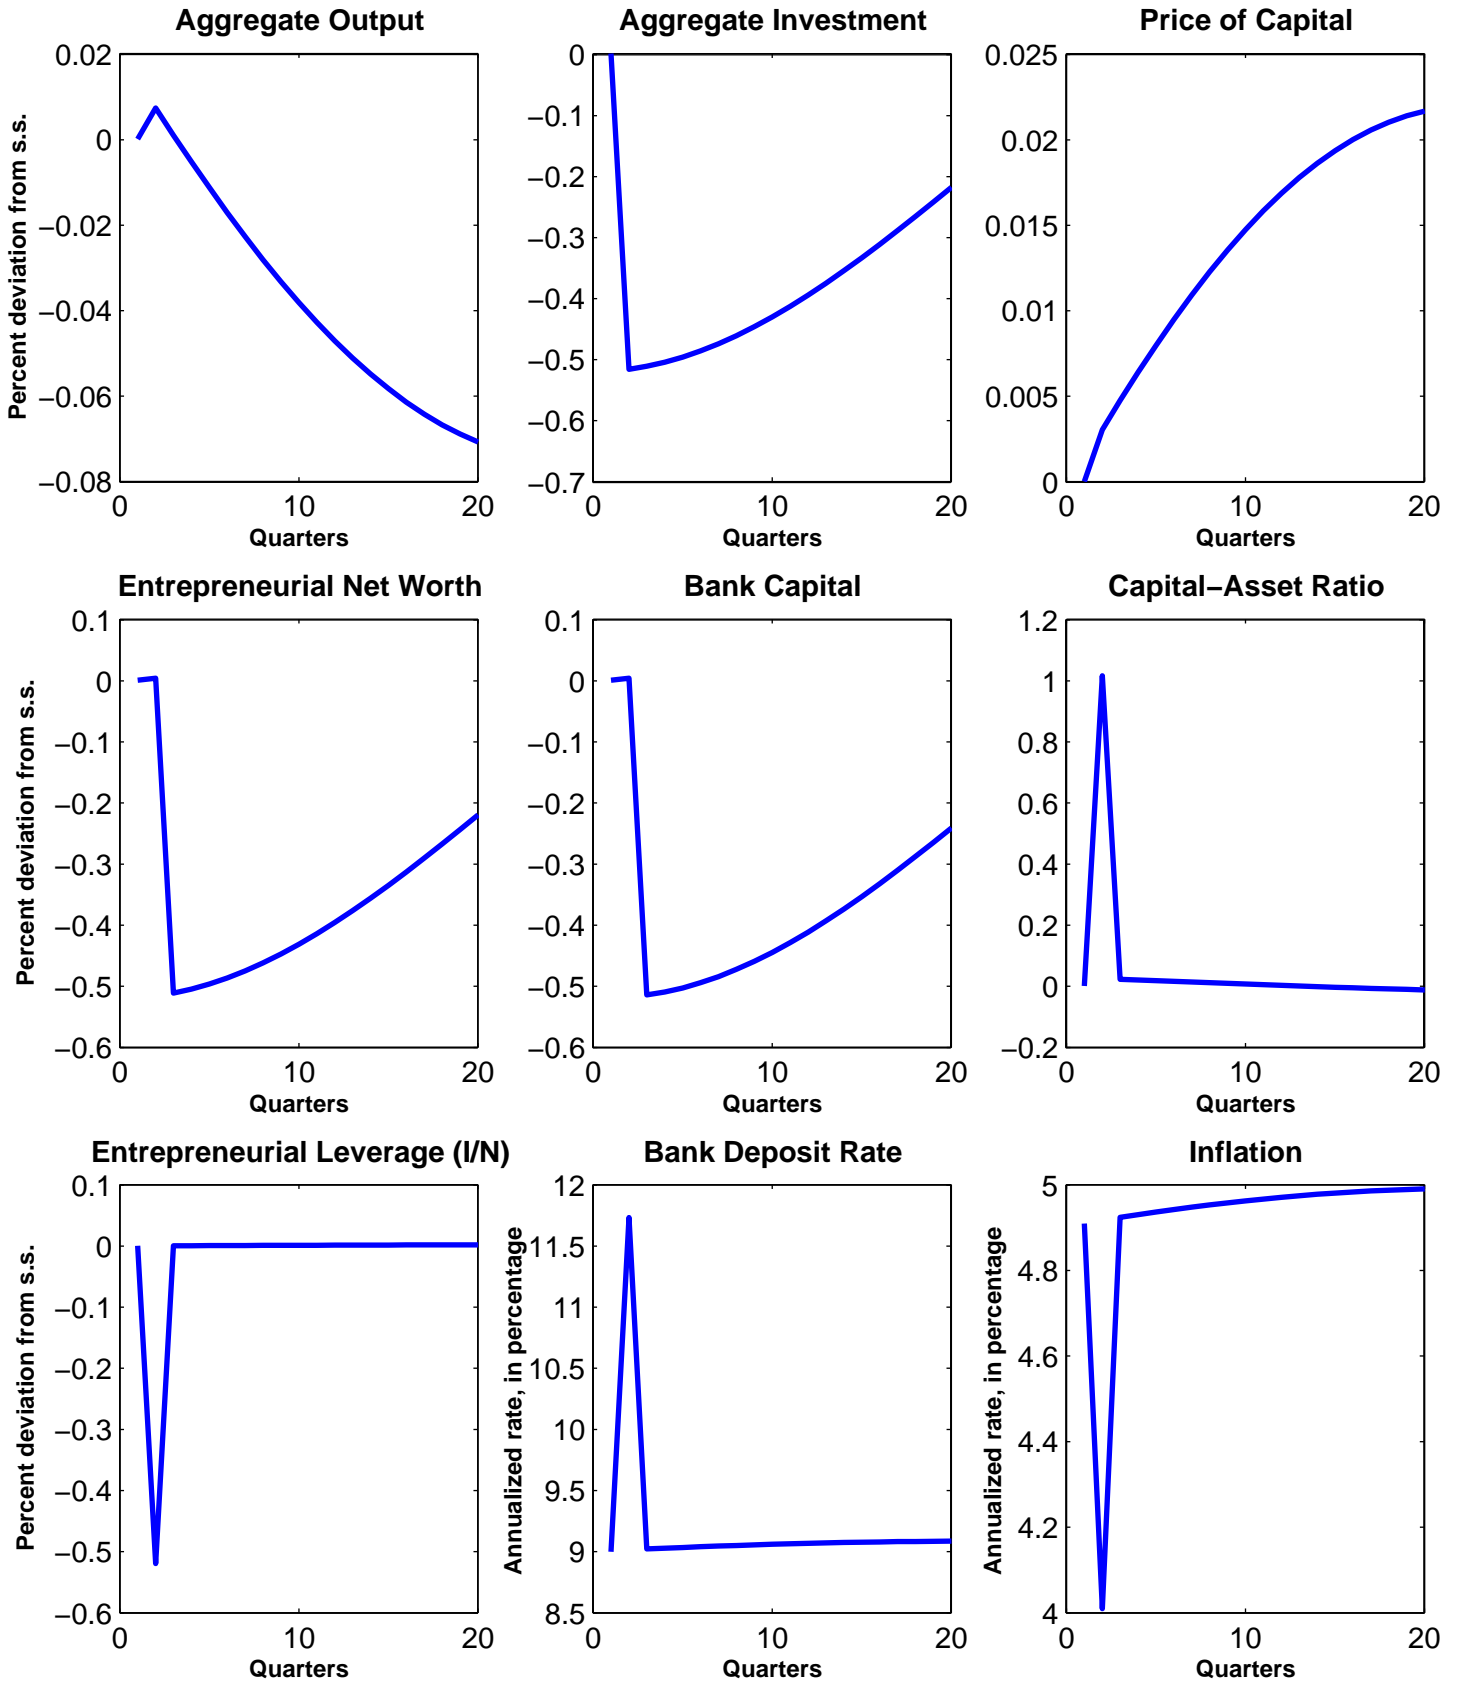 Aggregate Output
Percent deviation from s.s.
0.02
0
−0.02
−0.04
−0.06
−0.08
0 10 20
Quarters
Aggregate Investment
0
−0.1
−0.2
−0.3
−0.4
−0.5
−0.6
−0.7
0 10 20
Quarters
Price of Capital
0.025
0.02
0.015
0.01
0.005
0
0 10 20
Quarters
Entrepreneurial Net Worth
Percent deviation from s.s.
0.1
0
−0.1
−0.2
−0.3
−0.4
−0.5
−0.6
0 10 20
Quarters
Bank Capital
0.1
0
−0.1
−0.2
−0.3
−0.4
−0.5
−0.6
0 10 20
Quarters
Capital−Asset Ratio
1.2
1
0.8
0.6
0.4
0.2
0
−0.2
0 10 20
Quarters
Entrepreneurial Leverage (I/N)
Percent deviation from s.s.
0.1
0
−0.1
−0.2
−0.3
−0.4
−0.5
−0.6
0 10 20
Quarters
Bank Deposit Rate
Annualized rate, in percentage
12
11.5
11
10.5
10
9.5
9
8.5
0 10 20
Quarters
Inflation
Annualized rate, in percentage
5
4.8
4.6
4.4
4.2
4
0 10 20
Quarters